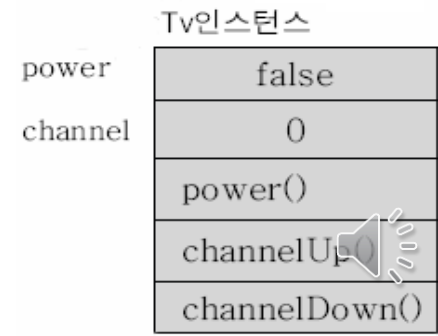 Tv인스턴스
power false
channel 0
power()
channelUp()
channelDown()